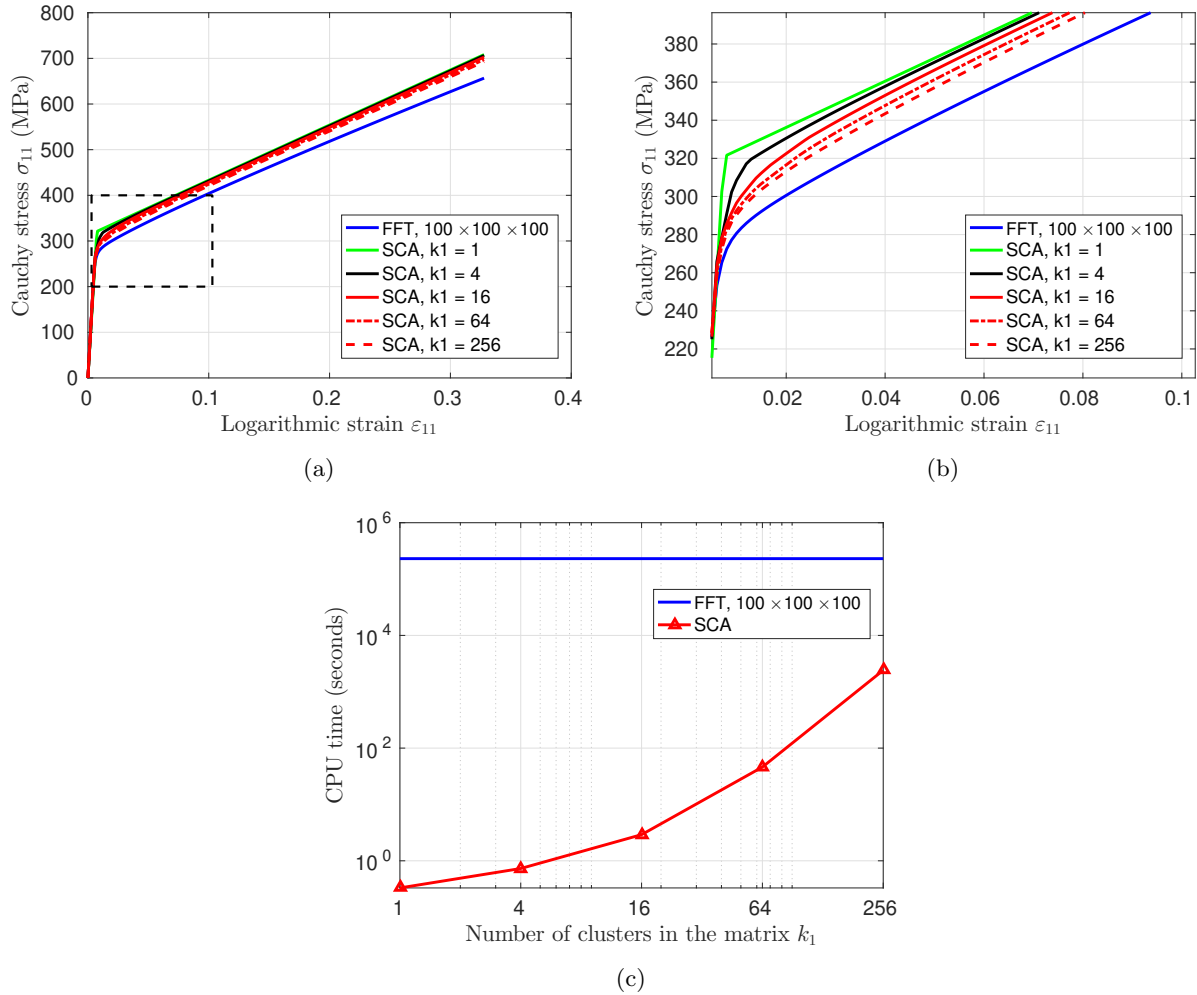 800
700
600
500
400
300
200
100
0
Cauchy stress σ11 (MPa)
FFT, 100 ×100 ×100
SCA, k1 = 1
SCA, k1 = 4
SCA, k1 = 16
SCA, k1 = 64
SCA, k1 = 256
0 0.1 0.2 0.3 0.4
Logarithmic strain ε11
(a)
380
360
340
320
300
280
260
240
220
Cauchy stress σ11 (MPa)
FFT, 100 ×100 ×100
SCA, k1 = 1
SCA, k1 = 4
SCA, k1 = 16
SCA, k1 = 64
SCA, k1 = 256
0.02 0.04 0.06 0.08 0.1
Logarithmic strain ε11
(b)
10^6
10^4
10^2
10^0
CPU time (seconds)
FFT, 100 ×100 ×100
SCA
1 4 16 64 256
Number of clusters in the matrix k1
(c)